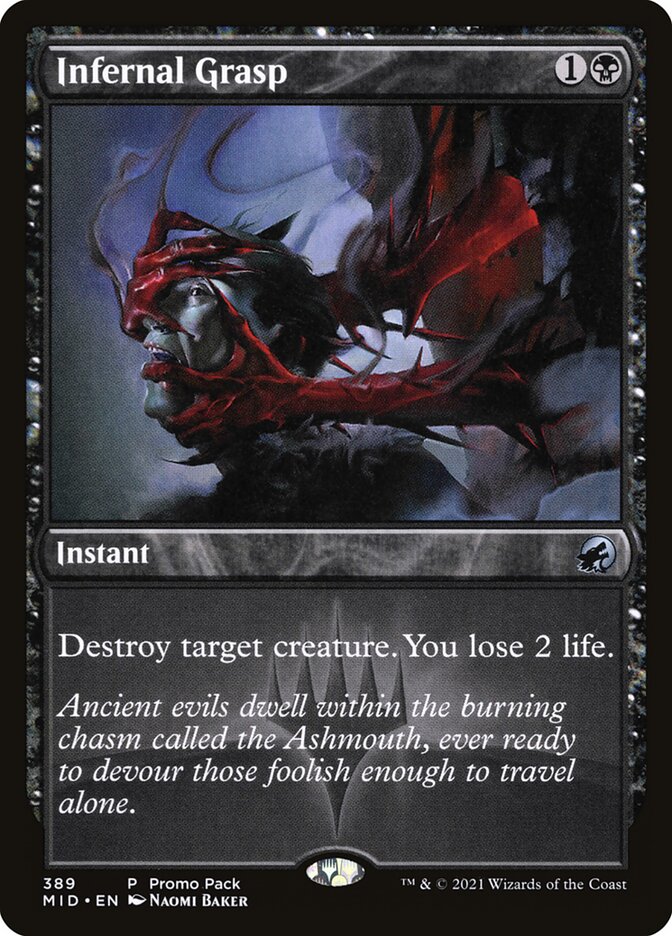 Infernal Grasp
1
Instant
Destroy target creature. You lose 2 life.
Ancient evils dwell within the burning
chasm called the Ashmouth, ever ready
to devour those foolish enough to travel
alone.
389 P Promo Pack
MID • EN Naomi Baker
™ & © 2021 Wizards of the Coast